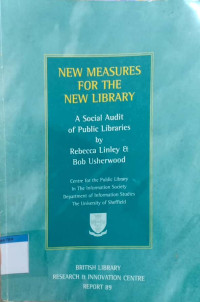 NEW MEASURES
FOR THE
NEW LIBRARY
A Social Audit
of Public Libraries
by
Rebecca Linley &
Bob Usherwood
Centre for the Public Library
in The Information Society
Department of Information Studies
The University of Sheffield
BRITISH LIBRARY
RESEARCH & INNOVATION CENTRE
REPORT 89